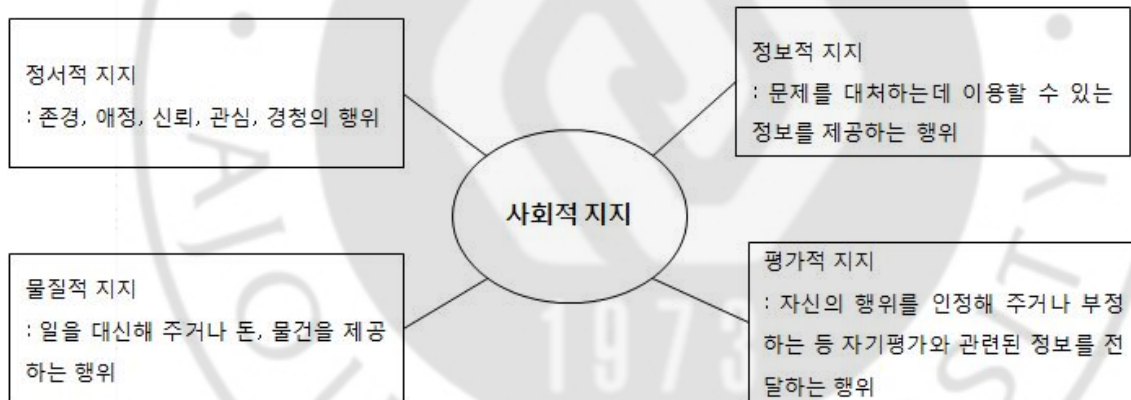 정서적 지지
: 존경, 애정, 신뢰, 관심, 경청의 행위
정보적 지지
: 문제를 대처하는데 이용할 수 있는
정보를 제공하는 행위
사회적 지지
물질적 지지
: 일을 대신해 주거나 돈, 물건을 제공
하는 행위
평가적 지지
: 자신의 행위를 인정해 주거나 부정
하는 등 자기평가와 관련된 정보를 전
달하는 행위
1973